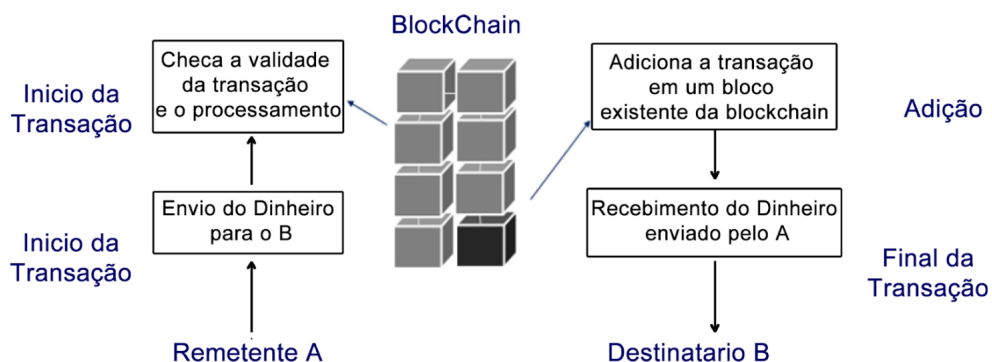 BlockChain
Inicio da
Transação
Checa a validade
da transação
e o processamento
Adiciona a transação
em um bloco
existente da blockchain
Adição
Inicio da
Transação
Envio do Dinheiro
para o B
Recebimento do Dinheiro
enviado pelo A
Final da
Transação
Remetente A
Destinatario B